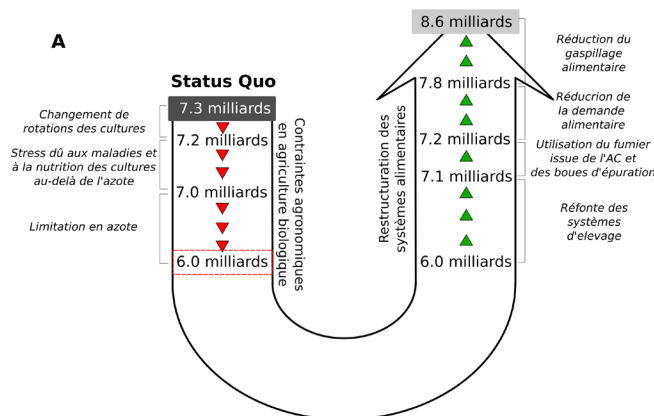 A
Status Quo
7.3 milliards
7.2 milliards
7.0 milliards
6.0 milliards
Changement de
rotations des cultures
Stress dû aux maladies et
à la nutrition des cultures
au-delà de l'azote
Limitation en azote
Contraintes agronomiques
en agriculture biologique
Restructuration des
systèmes alimentaires
8.6 milliards
7.8 milliards
7.2 milliards
7.1 milliards
6.0 milliards
Réduction du
gaspillage
alimentaire
Réducrion de
la demande
alimentaire
Utilisation du fumier
issue de l'AC et
des boues d'épuration
Réfonte des
systèmes
d'elevage